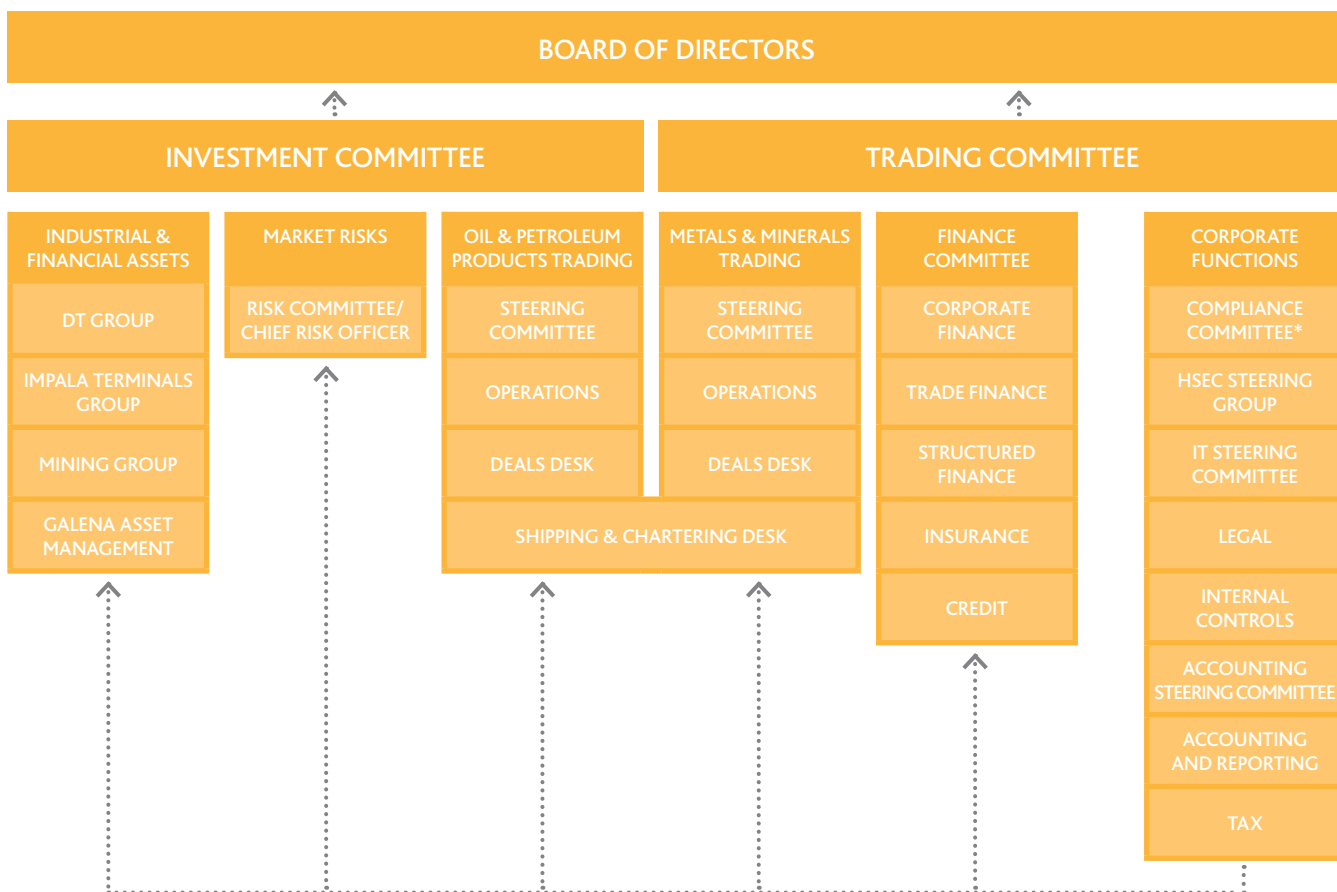 BOARD OF DIRECTORS
INVESTMENT COMMITTEE
TRADING COMMITTEE
INDUSTRIAL &
FINANCIAL ASSETS
DT GROUP
IMPALA TERMINALS
GROUP
MINING GROUP
GALENA ASSET
MANAGEMENT
MARKET RISKS
RISK COMMITTEE/
CHIEF RISK OFFICER
OIL & PETROLEUM
PRODUCTS TRADING
STEERING
COMMITTEE
OPERATIONS
DEALS DESK
METALS & MINERALS
TRADING
STEERING
COMMITTEE
OPERATIONS
DEALS DESK
SHIPPING & CHARTERING DESK
FINANCE
COMMITTEE
CORPORATE
FINANCE
TRADE FINANCE
STRUCTURED
FINANCE
INSURANCE
CREDIT
CORPORATE
FUNCTIONS
COMPLIANCE
COMMITTEE*
HSEC STEERING
GROUP
IT STEERING
COMMITTEE
LEGAL
INTERNAL
CONTROLS
ACCOUNTING
STEERING COMMITTEE
ACCOUNTING
AND REPORTING
TAX